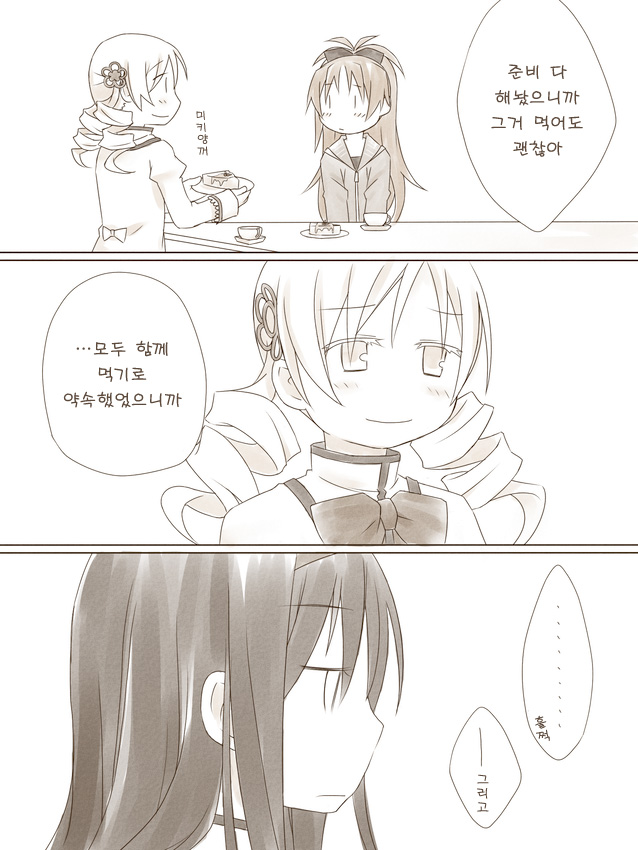 준비 다
해놨으니까
그거 먹어도
괜찮아
미키양꺼
…모두 함께
먹기로
약속했었으니까
..........
훌쩍
──그리고